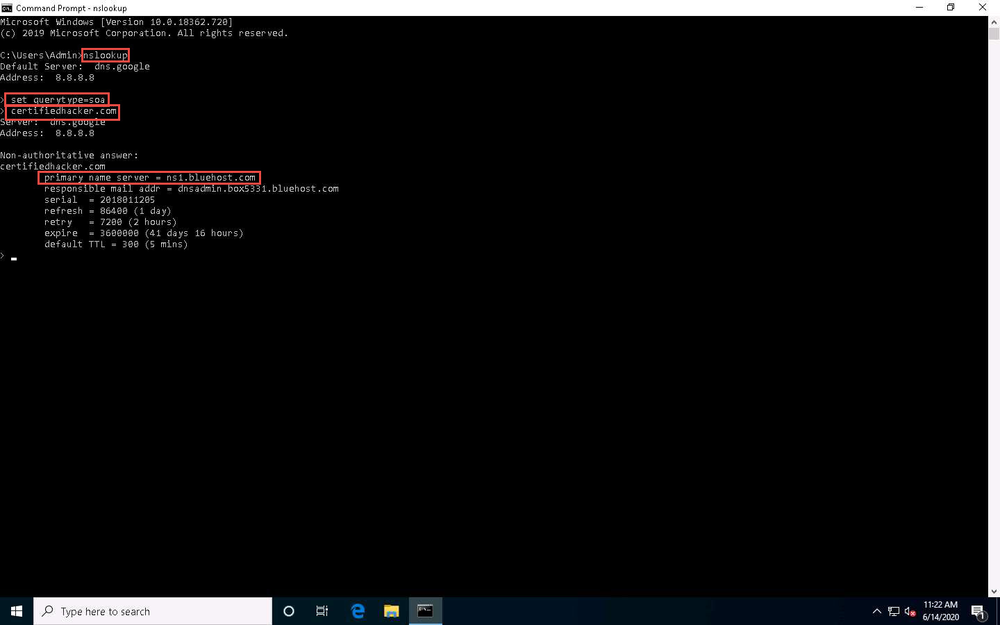 Command Prompt - nslookup
Microsoft Windows [Version 10.0.18362.720]
(c) 2019 Microsoft Corporation. All rights reserved.
C:\Users\Admin>nslookup
Default Server:  dns.google
Address:  8.8.8.8
> set querytype=soa
> certifiedhacker.com
Server:  dns.google
Address:  8.8.8.8
Non-authoritative answer:
certifiedhacker.com
        primary name server = ns1.bluehost.com
        responsible mail addr = dnsadmin.box5331.bluehost.com
        serial  = 2018011205
        refresh = 86400 (1 day)
        retry   = 7200 (2 hours)
        expire  = 3600000 (41 days 16 hours)
        default TTL = 300 (5 mins)
>
Type here to search
11:22 AM
6/14/2020
1